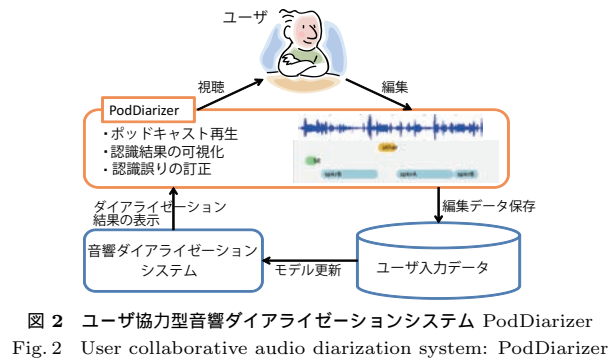 ユーザ
視聴
編集
PodDiarizer
・ポッドキャスト再生
・認識結果の可視化
・認識誤りの訂正
other
bgm
spkrB
spkrA
spkrB
ダイアライゼーション
結果の表示
編集データ保存
音響ダイアライゼーション
システム
モデル更新
ユーザ入力データ
図 2 ユーザ協力型音響ダイアライゼーションシステム PodDiarizer
Fig. 2 User collaborative audio diarization system: PodDiarizer